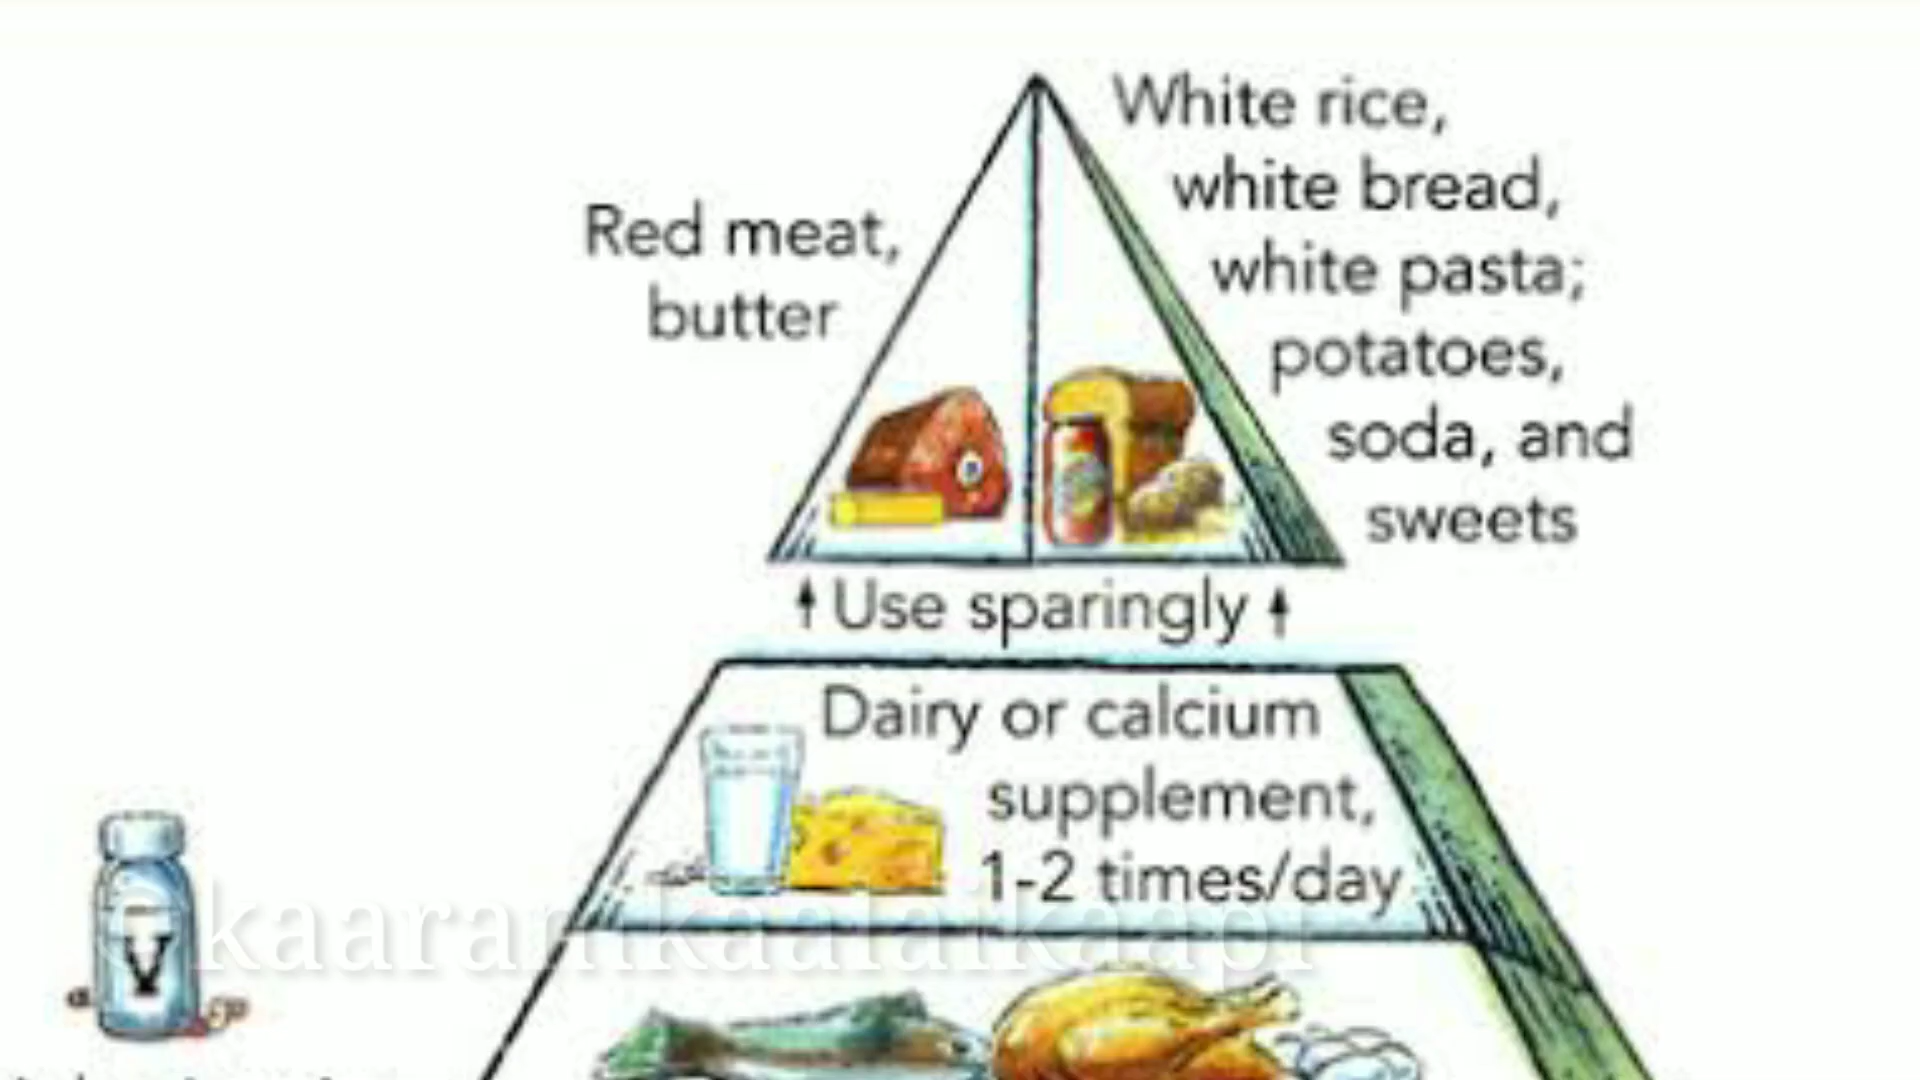 White rice,
white bread,
white pasta;
potatoes,
soda, and
sweets
Red meat,
butter
Use sparingly
Dairy or calcium
supplement,
1-2 times/day
V
kaaramkaalaikaapi